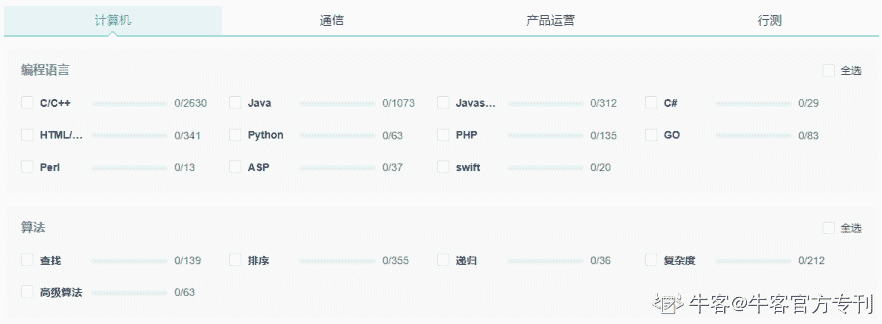 计算机 通信 产品运营 行测
编程语言 全选
C/C++ 0/2630 Java 0/1073 Javas... 0/312 C# 0/29
HTML/... 0/341 Python 0/63 PHP 0/135 GO 0/83
Perl 0/13 ASP 0/37 swift 0/20
算法 全选
查找 0/139 排序 0/355 递归 0/36 复杂度 0/212
高级算法 0/63
牛客@牛客官方专刊